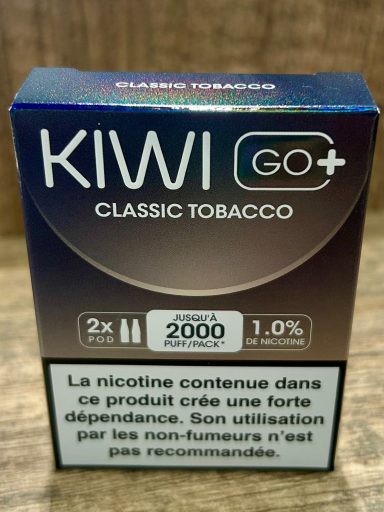 CLASSIC TOBACCO
KIWI GO+
CLASSIC TOBACCO
2x
POD
JUSQU'À
2000
PUFF/PACK*
1.0%
DE NICOTINE
La nicotine contenue dans
ce produit crée une forte
dépendance. Son utilisation
par les non-fumeurs n'est
pas recommandée.